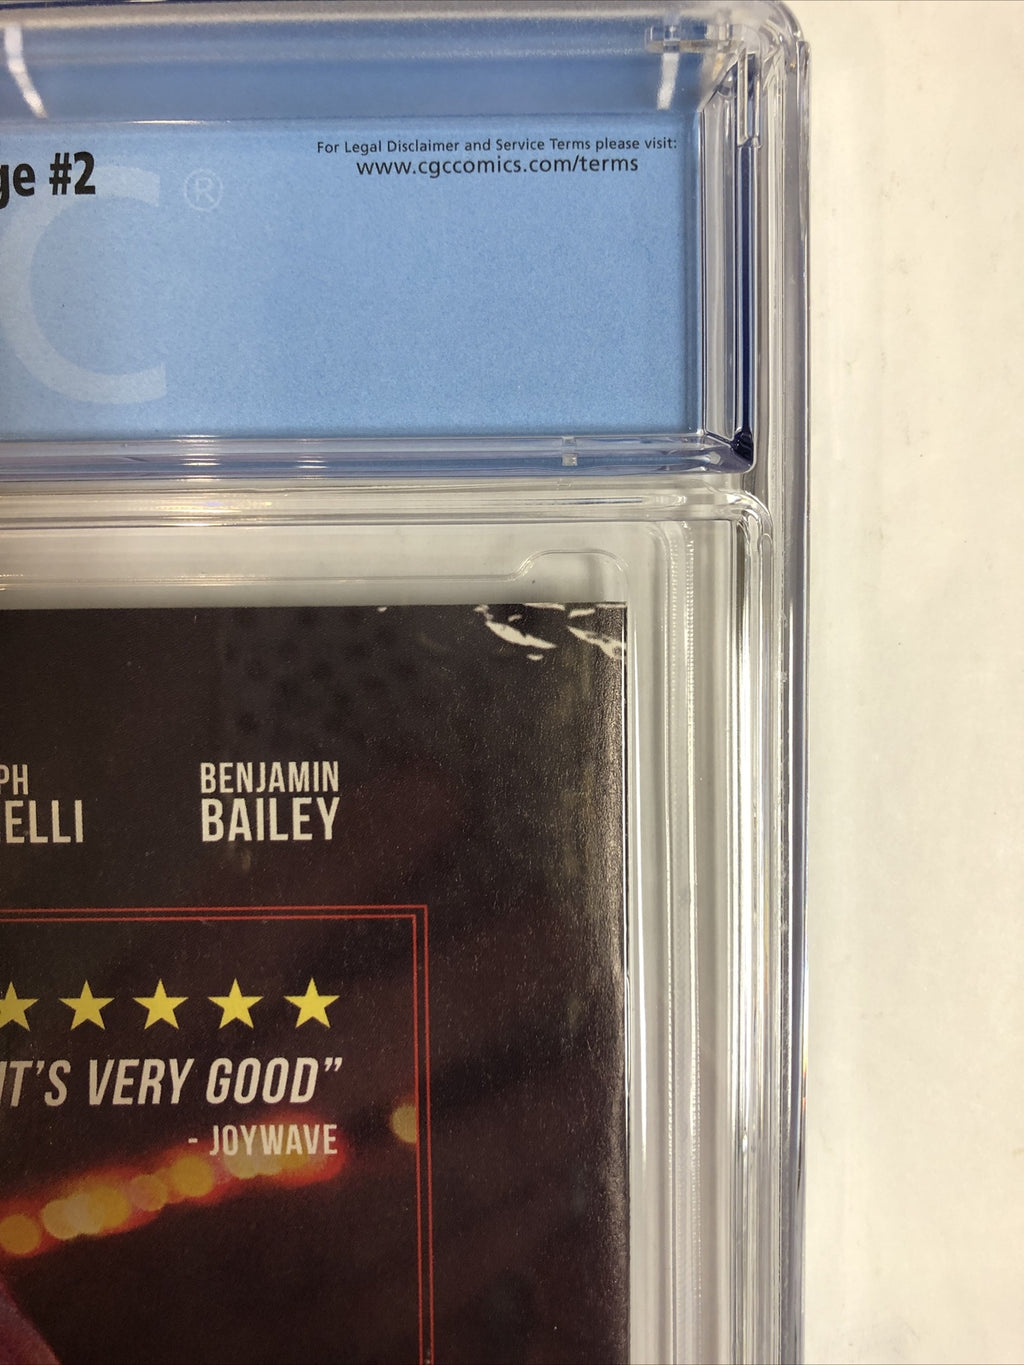 For Legal Disclaimer and Service Terms please visit:
www.cgccomics.com/terms
ge #2
C ®
PH
ELLI
BENJAMIN
BAILEY
IT'S VERY GOOD”
- JOYWAVE